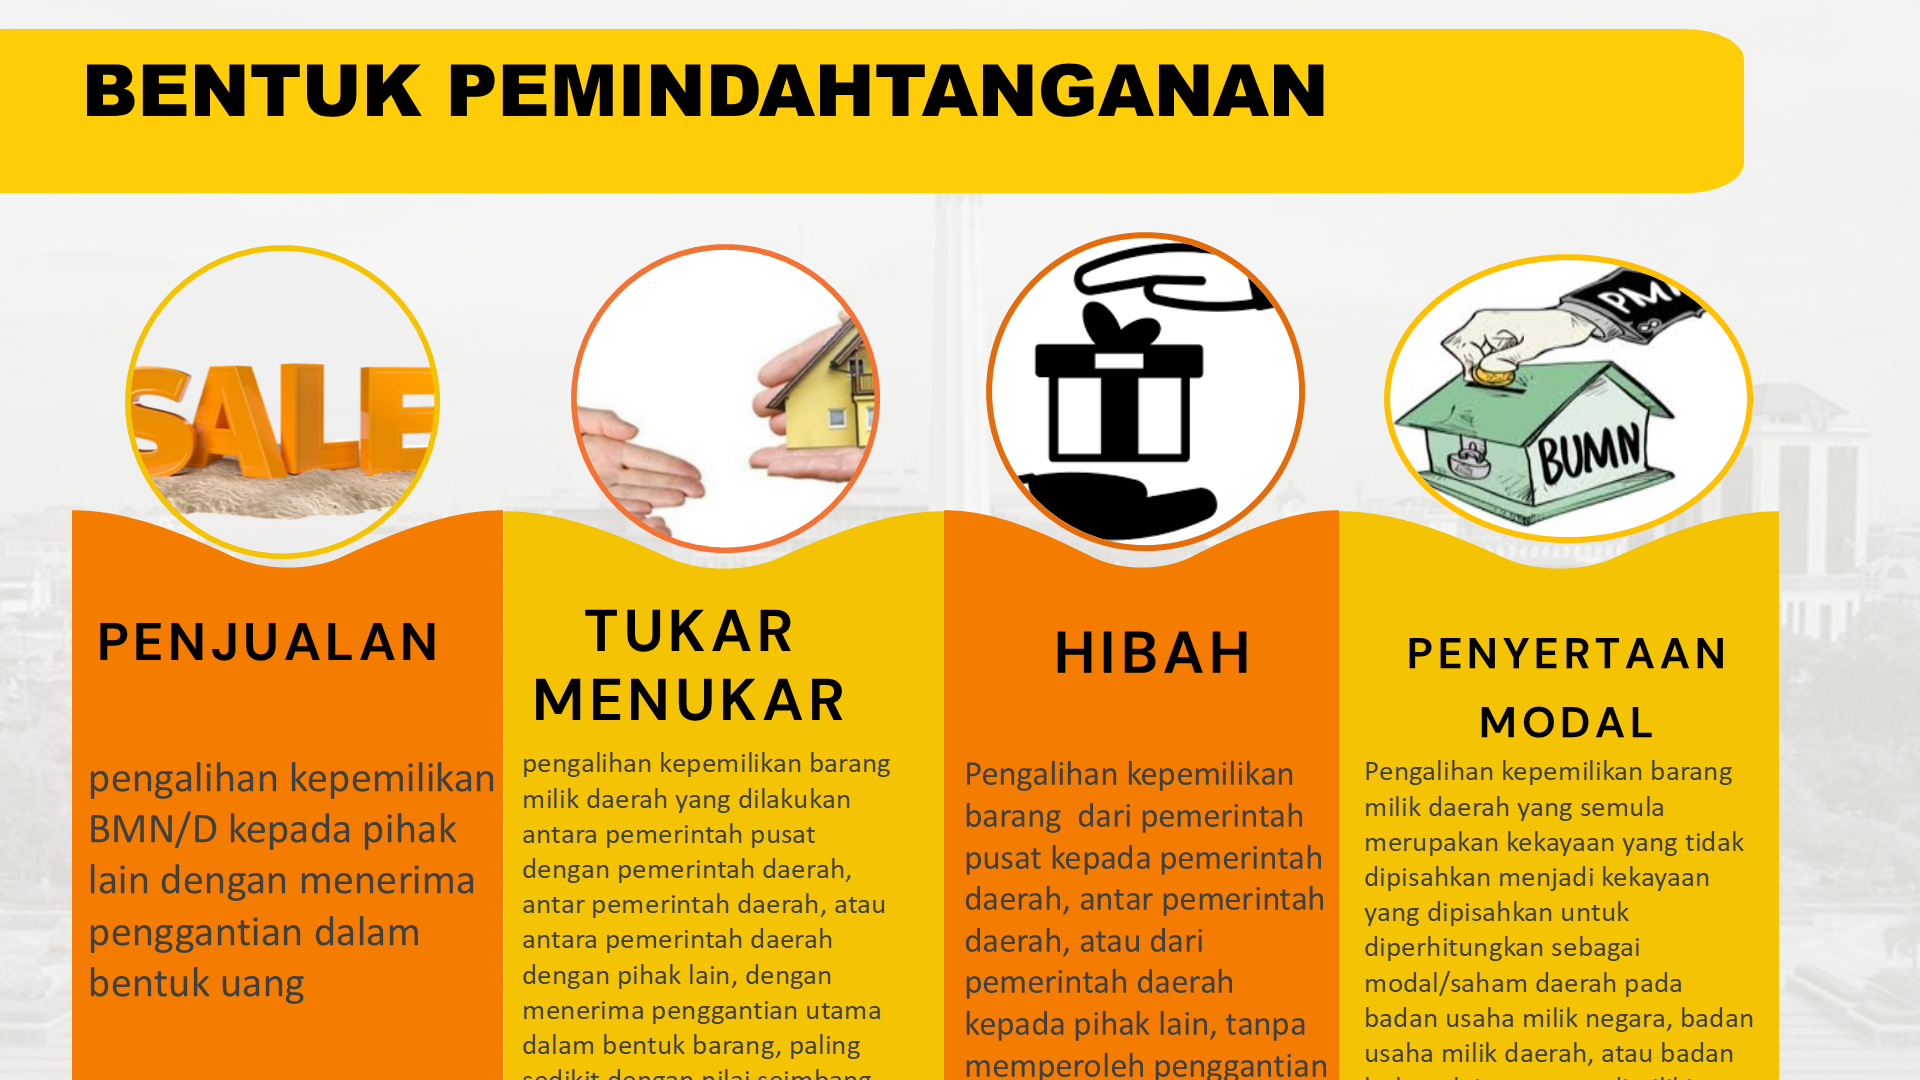 BENTUK PEMINDAHTANGANAN
SALE
PM
BUMN
PENJUALAN
pengalihan kepemilikan
BMN/D kepada pihak
lain dengan menerima
penggantian dalam
bentuk uang
TUKAR
MENUKAR
pengalihan kepemilikan barang
milik daerah yang dilakukan
antara pemerintah pusat
dengan pemerintah daerah,
antar pemerintah daerah, atau
antara pemerintah daerah
dengan pihak lain, dengan
menerima penggantian utama
dalam bentuk barang, paling
sedikit dengan nilai seimbang
HIBAH
Pengalihan kepemilikan
barang  dari pemerintah
pusat kepada pemerintah
daerah, antar pemerintah
daerah, atau dari
pemerintah daerah
kepada pihak lain, tanpa
memperoleh penggantian
PENYERTAAN
MODAL
Pengalihan kepemilikan barang
milik daerah yang semula
merupakan kekayaan yang tidak
dipisahkan menjadi kekayaan
yang dipisahkan untuk
diperhitungkan sebagai
modal/saham daerah pada
badan usaha milik negara, badan
usaha milik daerah, atau badan